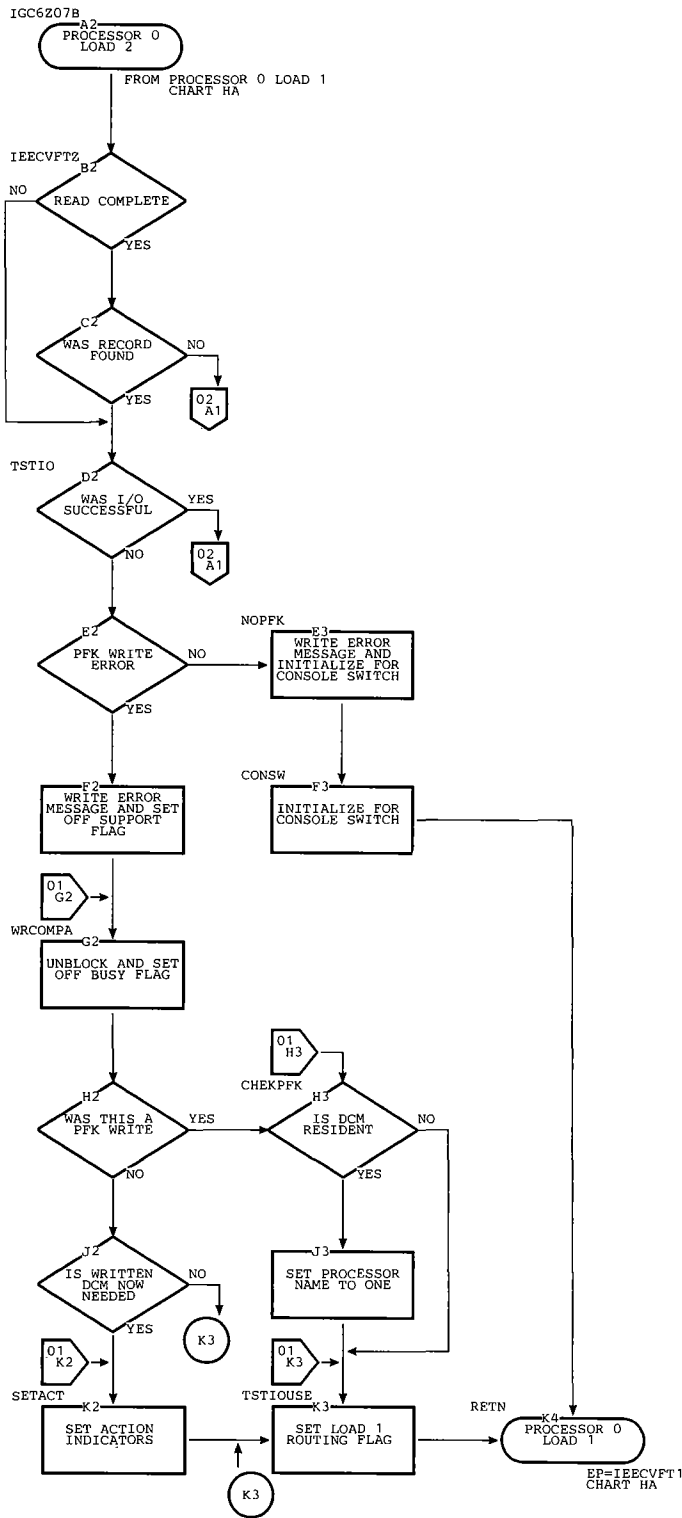 IGC6Z07B
A2
PROCESSOR 0
LOAD 2
FROM PROCESSOR 0 LOAD 1
CHART HA
IEECVFTZ
B2
NO
READ COMPLETE
YES
C2
WAS RECORD
FOUND
NO
02
A1
YES
TSTIO
D2
WAS I/O
SUCCESSFUL
YES
02
A1
NO
E2
PFK WRITE
ERROR
NO
YES
NOPFK
E3
WRITE ERROR
MESSAGE AND
INITIALIZE FOR
CONSOLE SWITCH
F2
WRITE ERROR
MESSAGE AND SET
OFF SUPPORT
FLAG
CONSW
F3
INITIALIZE FOR
CONSOLE SWITCH
01
G2
WRCOMPA
G2
UNBLOCK AND SET
OFF BUSY FLAG
01
H3
CHEKPFK
H2
WAS THIS A
PFK WRITE
YES
NO
H3
IS DCM
RESIDENT
NO
YES
J2
IS WRITTEN
DCM NOW
NEEDED
NO
K3
YES
J3
SET PROCESSOR
NAME TO ONE
01
K2
01
K3
SETACT
K2
SET ACTION
INDICATORS
TSTIOUSE
K3
SET LOAD 1
ROUTING FLAG
RETN
K4
PROCESSOR 0
LOAD 1
EP=IEECVFT1
CHART HA
K3